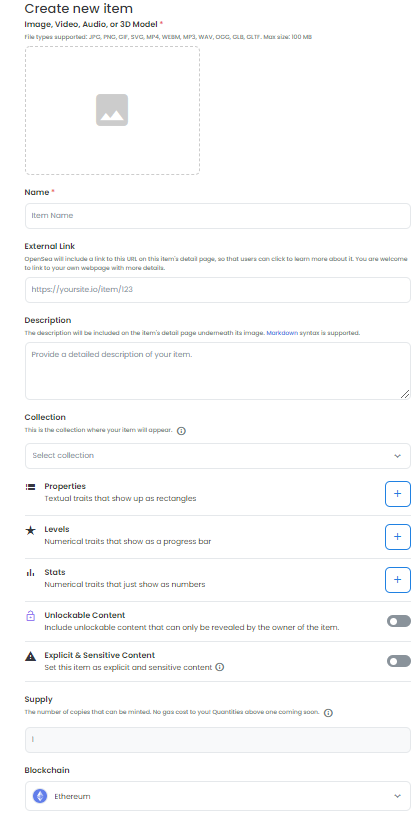 Create new item
Image, Video, Audio, or 3D Model *
File types supported: JPG, PNG, GIF, SVG, MP4, WEBM, MP3, WAV, OGG, GLB, GLTF. Max size: 100 MB
Name *
Item Name
External Link
OpenSea will include a link to this URL on this item's detail page, so that users can click to learn more about it. You are welcome
to link to your own webpage with more details.
https://yoursite.io/item/123
Description
The description will be included on the item's detail page underneath its image. Markdown syntax is supported.
Provide a detailed description of your item.
Collection
This is the collection where your item will appear.
Select collection
Properties
Textual traits that show up as rectangles
Levels
Numerical traits that show as a progress bar
Stats
Numerical traits that just show as numbers
Unlockable Content
Include unlockable content that can only be revealed by the owner of the item.
Explicit & Sensitive Content
Set this item as explicit and sensitive content
Supply
The number of copies that can be minted. No gas cost to you! Quantities above one coming soon.
1
Blockchain
Ethereum